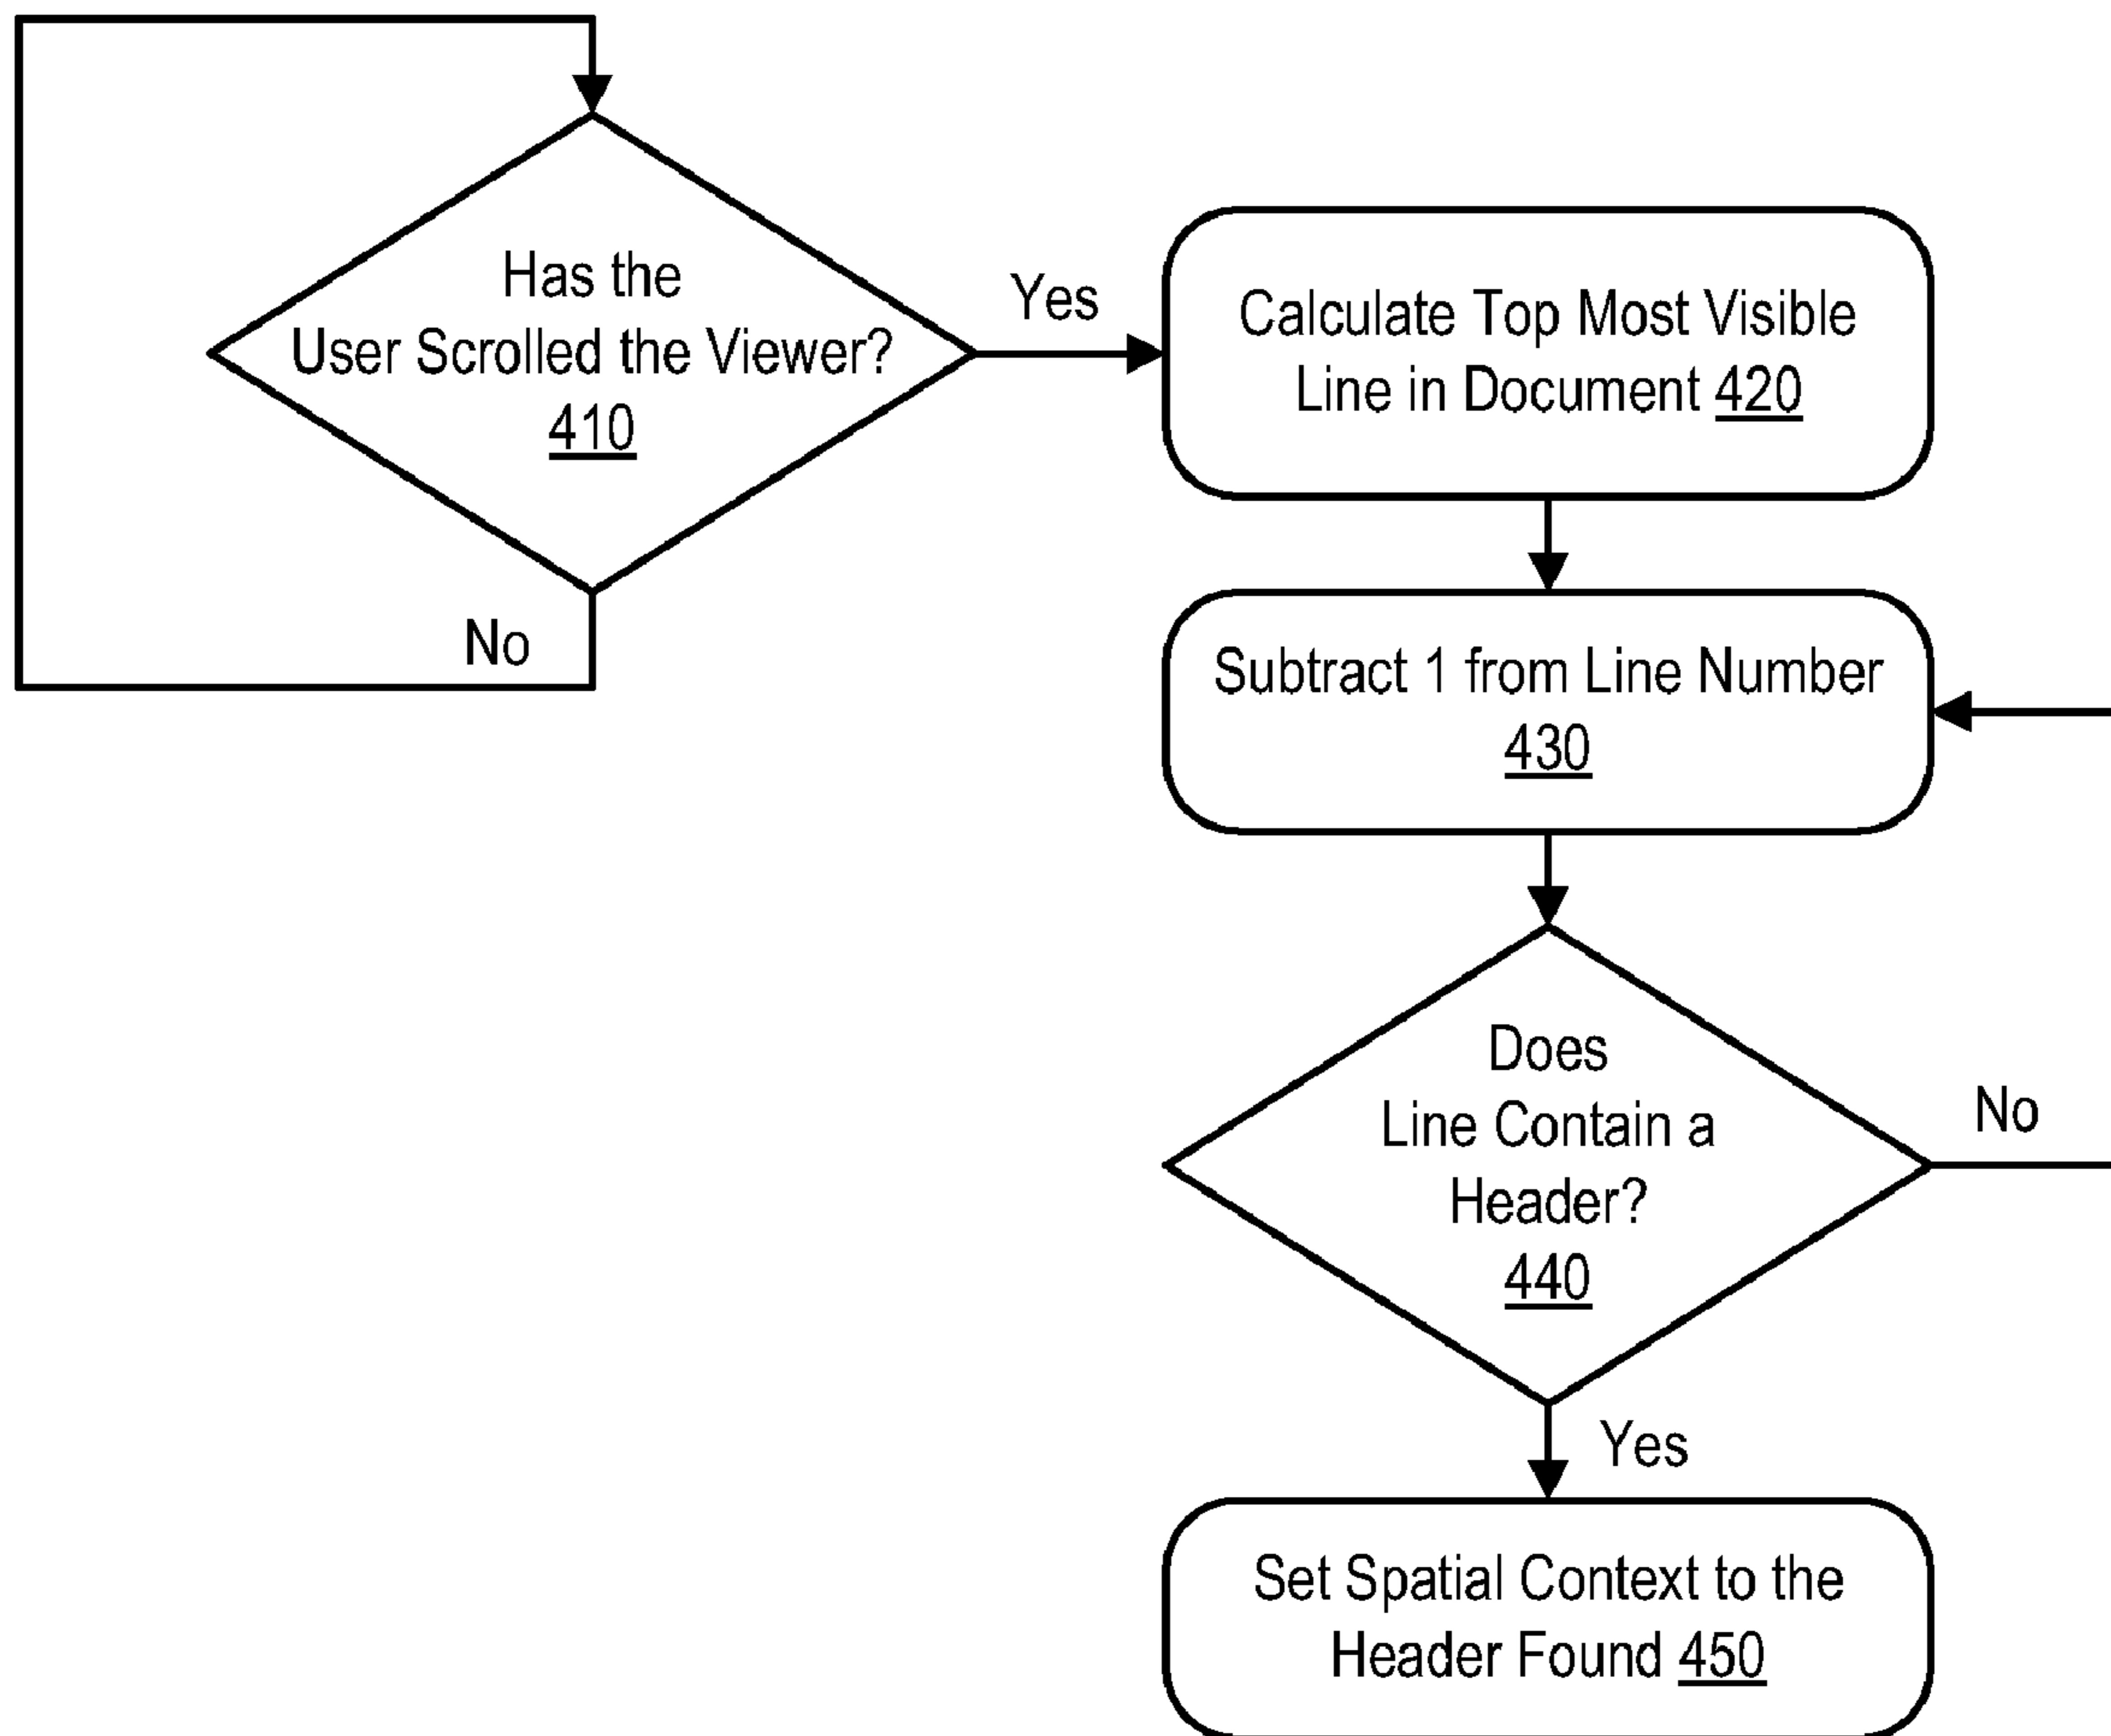 Has the
User Scrolled the Viewer?
410
Yes
No
Calculate Top Most Visible
Line in Document 420
Subtract 1 from Line Number
430
Does
Line Contain a
Header?
440
No
Yes
Set Spatial Context to the
Header Found 450